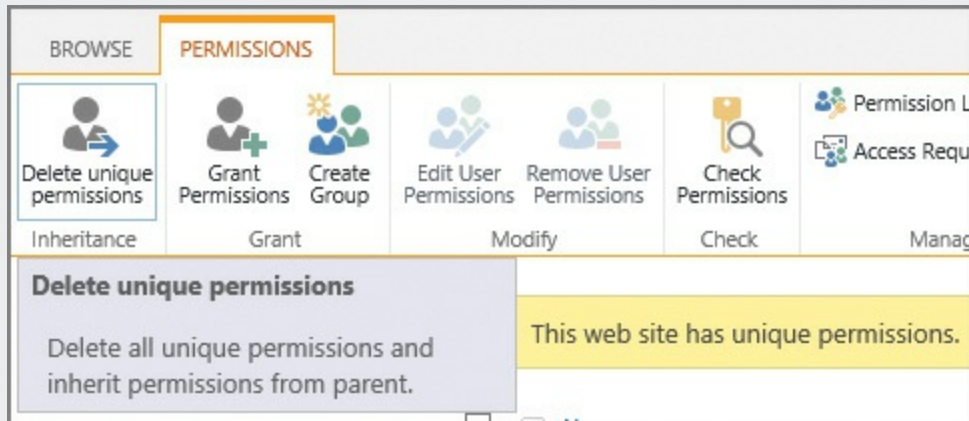 BROWSE
PERMISSIONS
Delete unique
permissions
Grant
Permissions
Create
Group
Edit User
Permissions
Remove User
Permissions
Check
Permissions
Permission
Access
Inheritance
Grant
Modify
Check
Delete unique permissions
Delete all unique permissions and
inherit permissions from parent.
This web site has unique permissions.